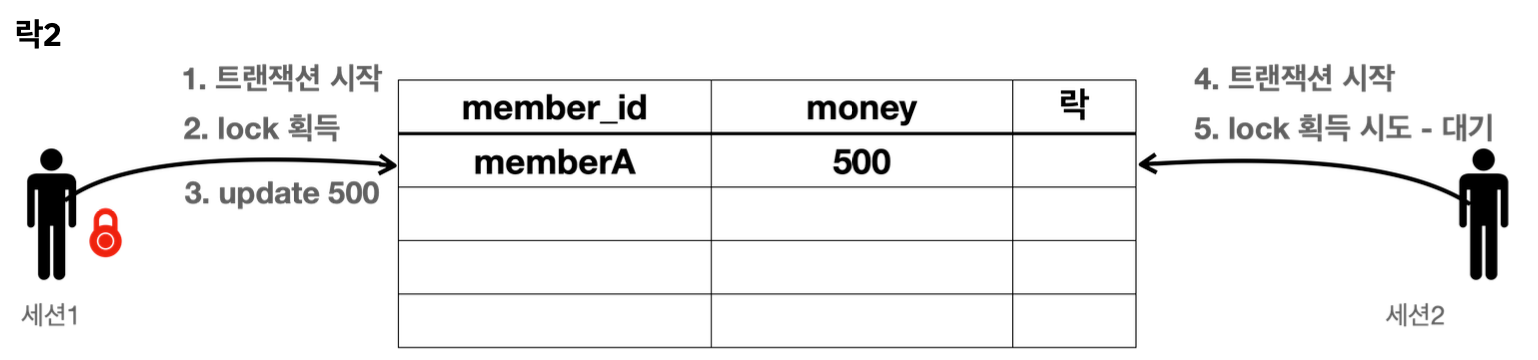 락2
1. 트랜잭션 시작
2. lock 획득
3. update 500
세션1
member_id money 락
memberA 500
4. 트랜잭션 시작
5. lock 획득 시도 - 대기
세션2